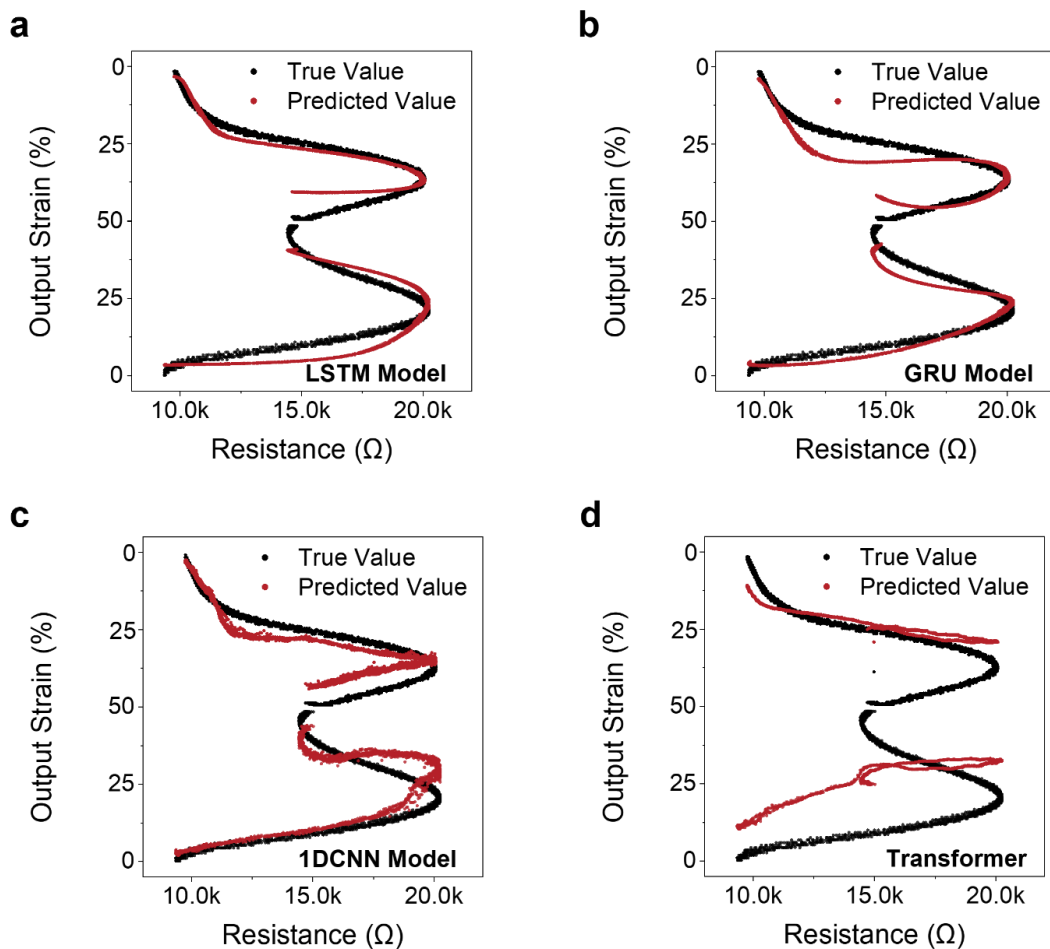 a
0
25
50
25
0
Output Strain (%)
True Value
Predicted Value
LSTM Model
10.0k 15.0k 20.0k
Resistance (Ω)
b
0
25
50
25
0
Output Strain (%)
True Value
Predicted Value
GRU Model
10.0k 15.0k 20.0k
Resistance (Ω)
c
0
25
50
25
0
Output Strain (%)
True Value
Predicted Value
1DCNN Model
10.0k 15.0k 20.0k
Resistance (Ω)
d
0
25
50
25
0
Output Strain (%)
True Value
Predicted Value
Transformer
10.0k 15.0k 20.0k
Resistance (Ω)